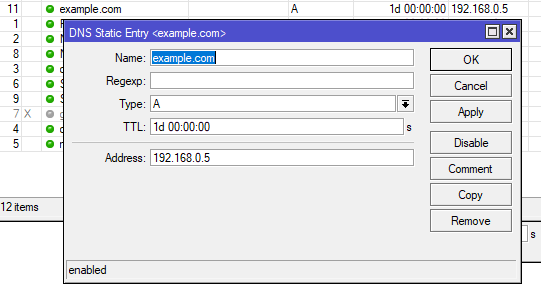 11 example.com A 1d 00:00:00 192.168.0.5
1
2
8
3
6
9
7 X
4
5
DNS Static Entry <example.com>
Name: example.com
Regexp:
Type: A
TTL: 1d 00:00:00 s
Address: 192.168.0.5
OK
Cancel
Apply
Disable
Comment
Copy
Remove
12 items
s
enabled